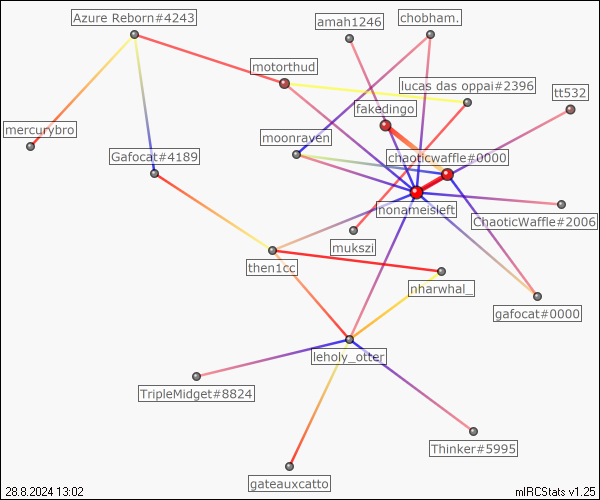 Azure Reborn#4243
amah1246
chobham.
motorthud
lucas das oppai#2396
tt532
fakedingo
mercurybro
moonraven
chaoticwaffle#0000
Gafocat#4189
nonameisleft
ChaoticWaffle#2006
mukszi
then1cc
nharwhal_
gafocat#0000
leholy_otter
TripleMidget#8824
Thinker#5995
gateauxcatto
28.8.2024 13:02
mIRCStats v1.25